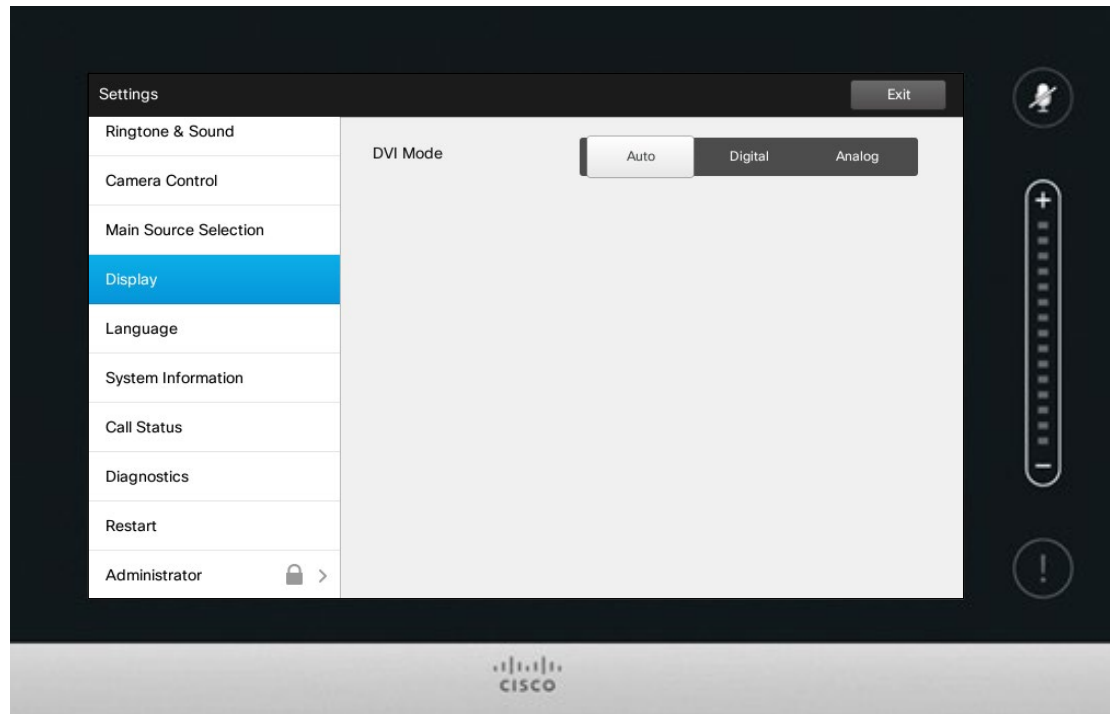 Settings
Exit
Ringtone & Sound
Camera Control
Main Source Selection
Display
Language
System Information
Call Status
Diagnostics
Restart
Administrator
DVI Mode
Auto
Digital
Analog
+
−
!
CISCO